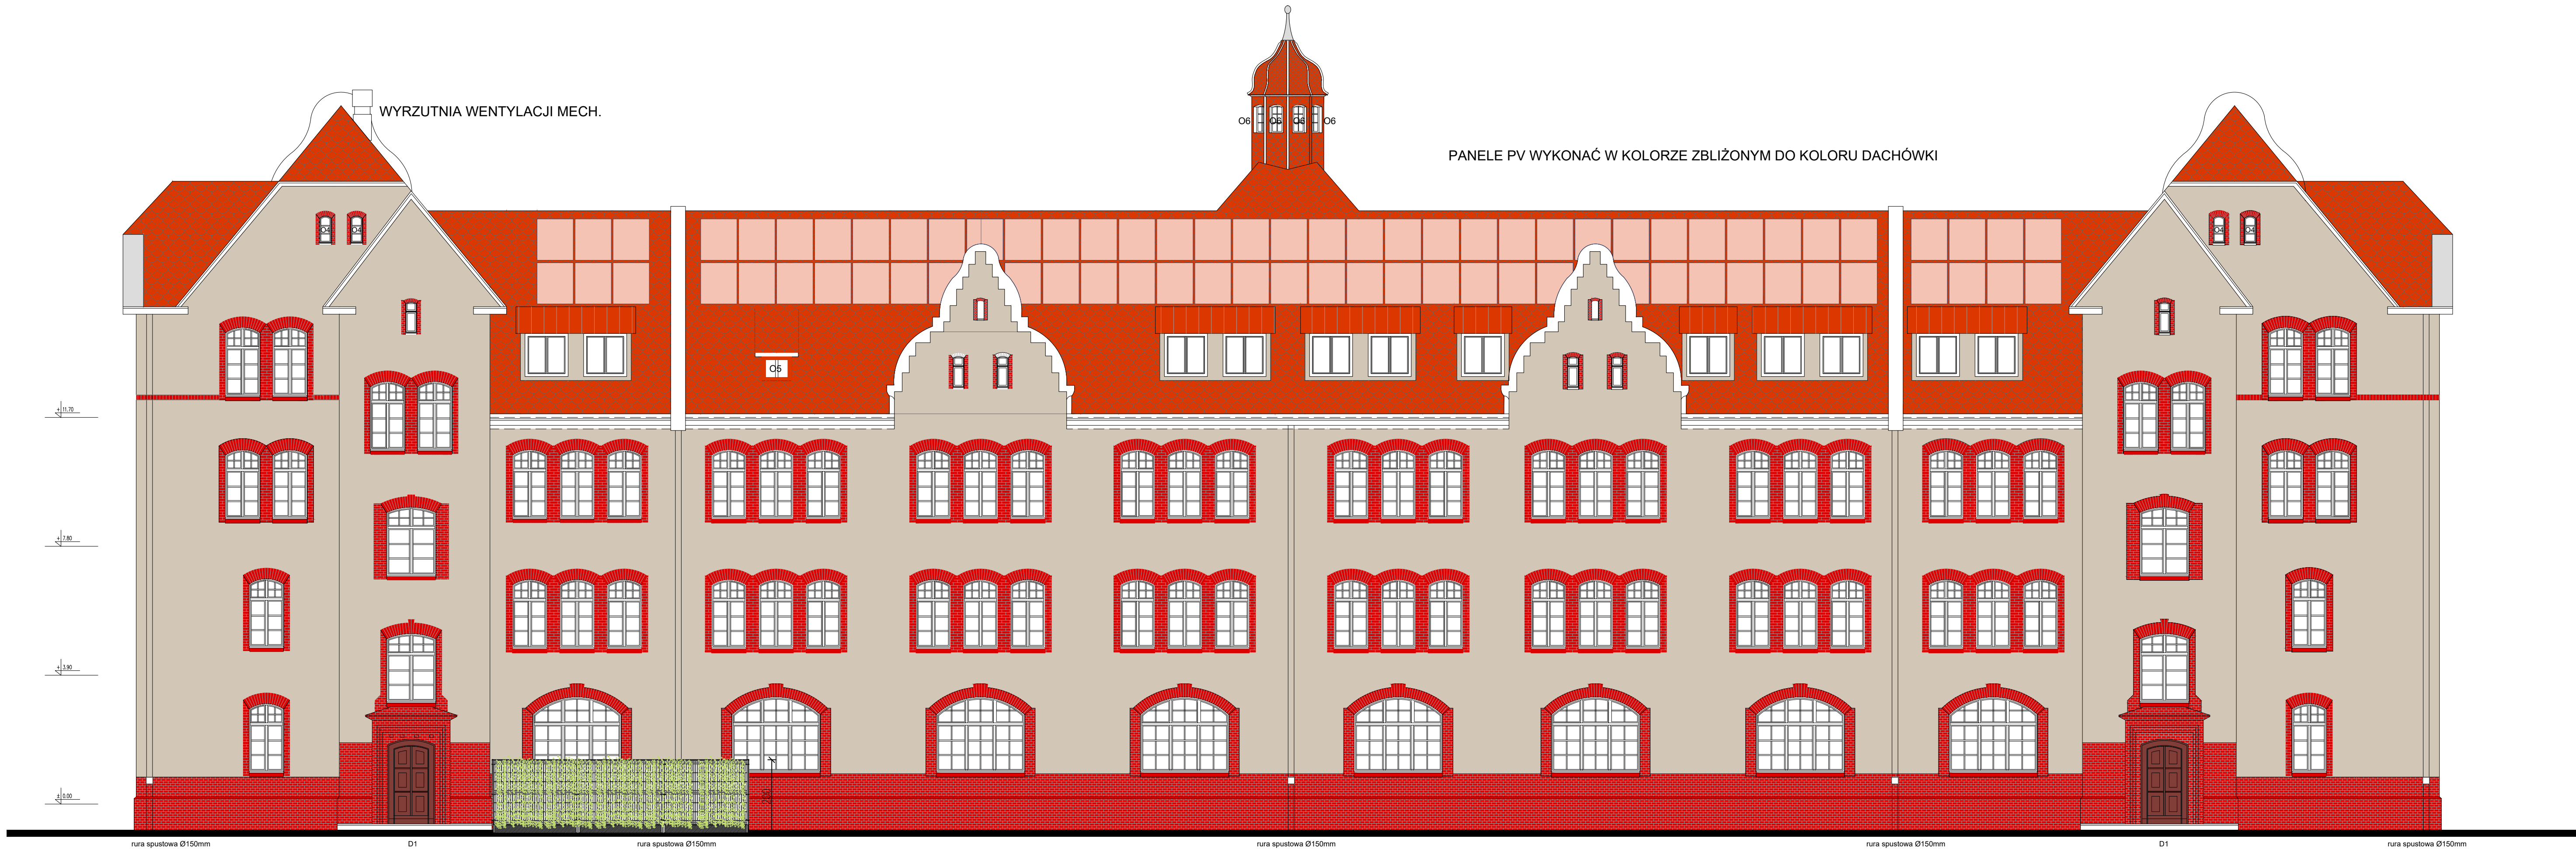 WYRZUTNIA WENTYLACJI MECH.
O6 O6 O6 O6
PANELE PV WYKONAĆ W KOLORZE ZBLIŻONYM DO KOLORU DACHÓWKI
O4 O4
O4 O4
O5
+ 11.70
+ 7.80
+ 3.90
± 0.00
200
rura spustowa Ø150mm
D1
rura spustowa Ø150mm
rura spustowa Ø150mm
rura spustowa Ø150mm
D1
rura spustowa Ø150mm